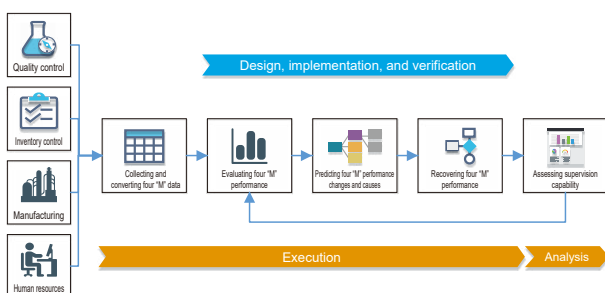 Quality control
Inventory control
Manufacturing
Human resources
Design, implementation, and verification
Collecting and
converting four "M" data
Evaluating four "M"
performance
Predicting four "M" performance
changes and causes
Recovering four "M"
performance
Assessing supervision
capability
Execution
Analysis